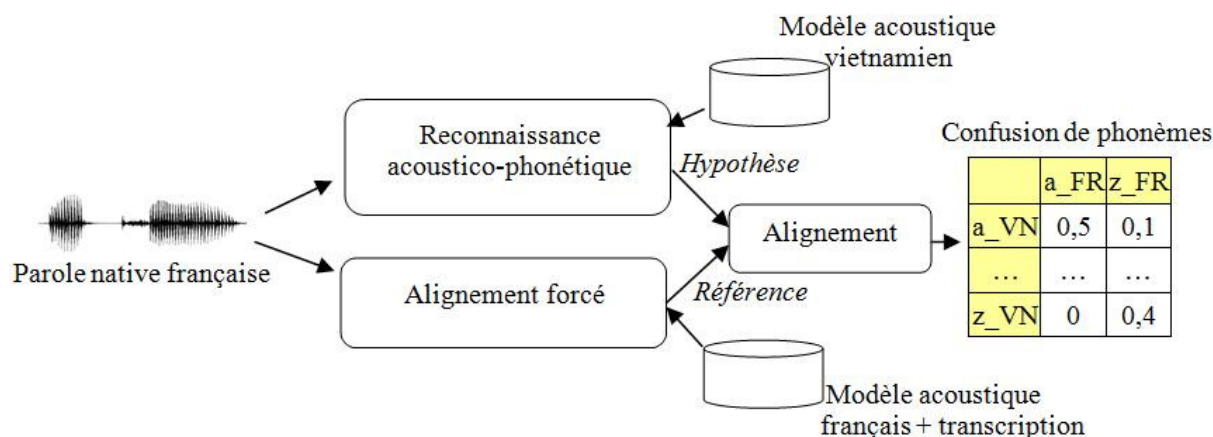 Modèle acoustique
vietnamien
Reconnaissance
acoustico-phonétique
Hypothèse
Parole native française
Alignement forcé
Référence
Alignement
Modèle acoustique
français + transcription
Confusion de phonèmes
a_FR z_FR
a_VN 0,5 0,1
... ... ...
z_VN 0 0,4